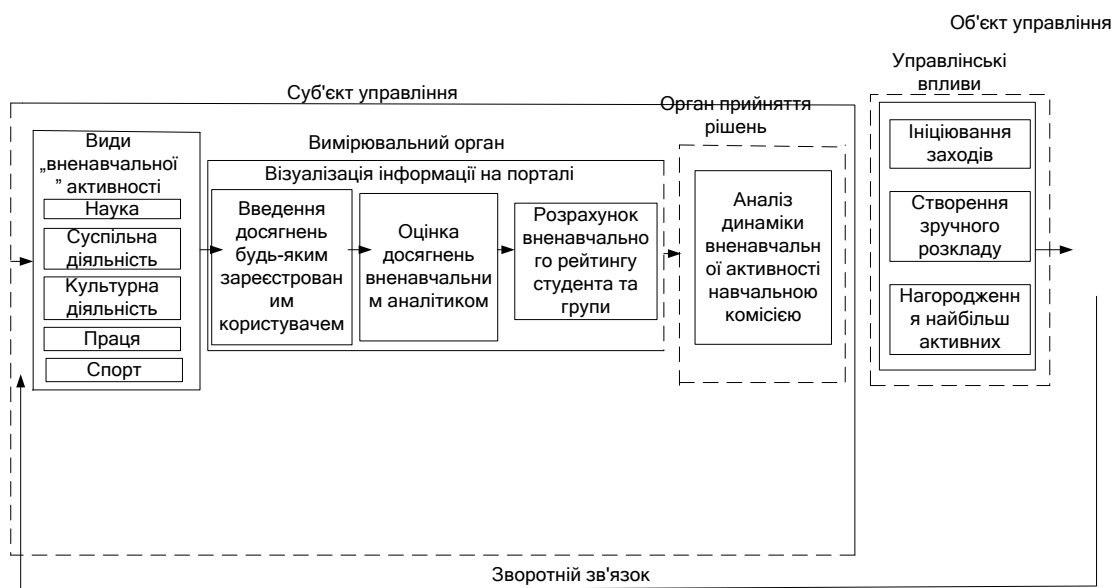 Об'єкт управління
Управлінські
впливи
Суб'єкт управління
Орган прийняття
рішень
Види
„вненавчальної
” активності
Наука
Суспільна
діяльність
Культурна
діяльність
Праця
Спорт
Вимірювальний орган
Візуалізація інформації на порталі
Введення
досягнень
будь-яким
зареєстрован
им
користувачем
Оцінка
досягнень
вненавчальни
м аналітиком
Розрахунок
вненавчально
го рейтингу
студента та
групи
Аналіз
динаміки
вненавчальн
ої активності
навчальною
комісією
Ініціювання
заходів
Створення
зручного
розкладу
Нагородженн
я найбільш
активних
Зворотній зв'язок